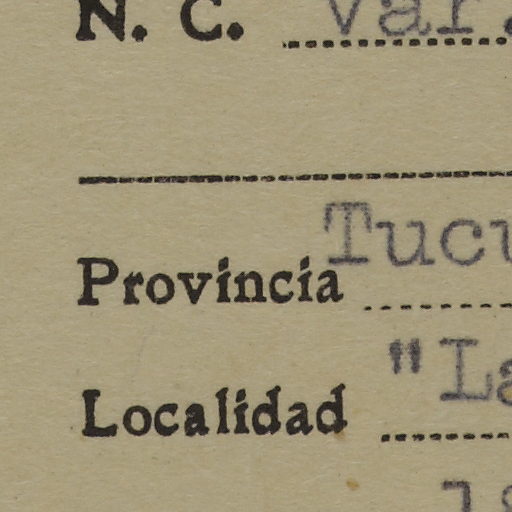 N. C. var.
Provincia Tucu
Localidad "La